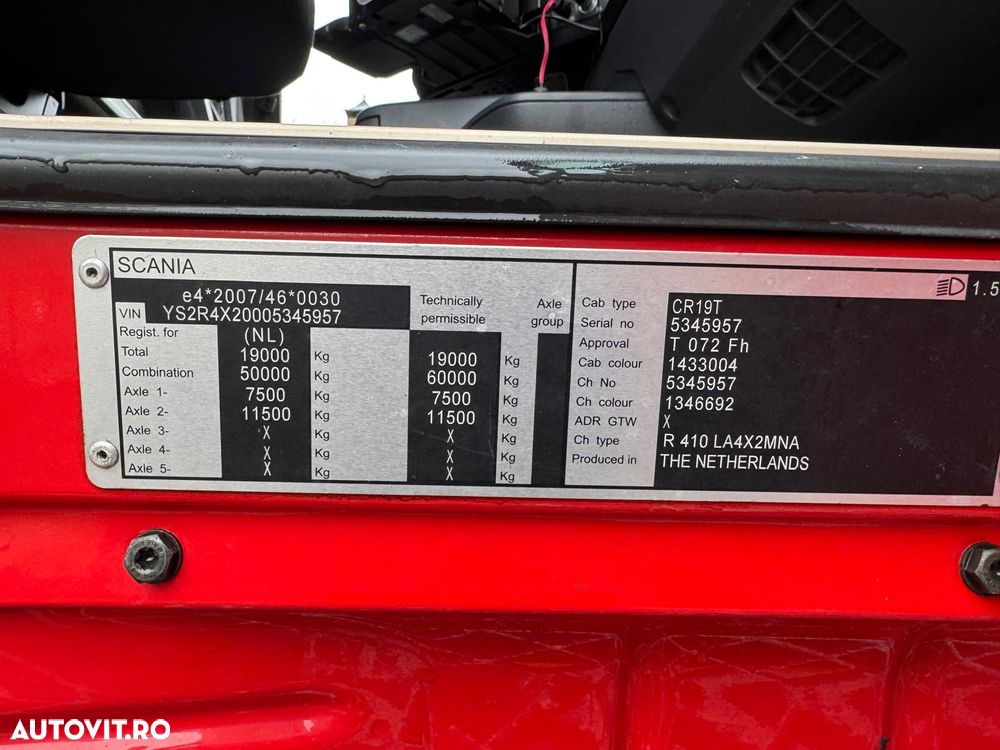 SCANIA
e4*2007/46*0030
VIN YS2R4X20005345957
Regist. for (NL)
Technically permissible
Axle group
Total 19000 Kg 19000 Kg
Combination 50000 Kg 60000 Kg
Axle 1- 7500 Kg 7500 Kg
Axle 2- 11500 Kg 11500 Kg
Axle 3- X Kg X Kg
Axle 4- X Kg X Kg
Axle 5- X Kg X Kg
1.5
Cab type CR19T
Serial no 5345957
Approval T 072 Fh
Cab colour 1433004
Ch No 5345957
Ch colour 1346692
ADR GTW X
Ch type R 410 LA4X2MNA
Produced in THE NETHERLANDS
AUTOVIT.RO